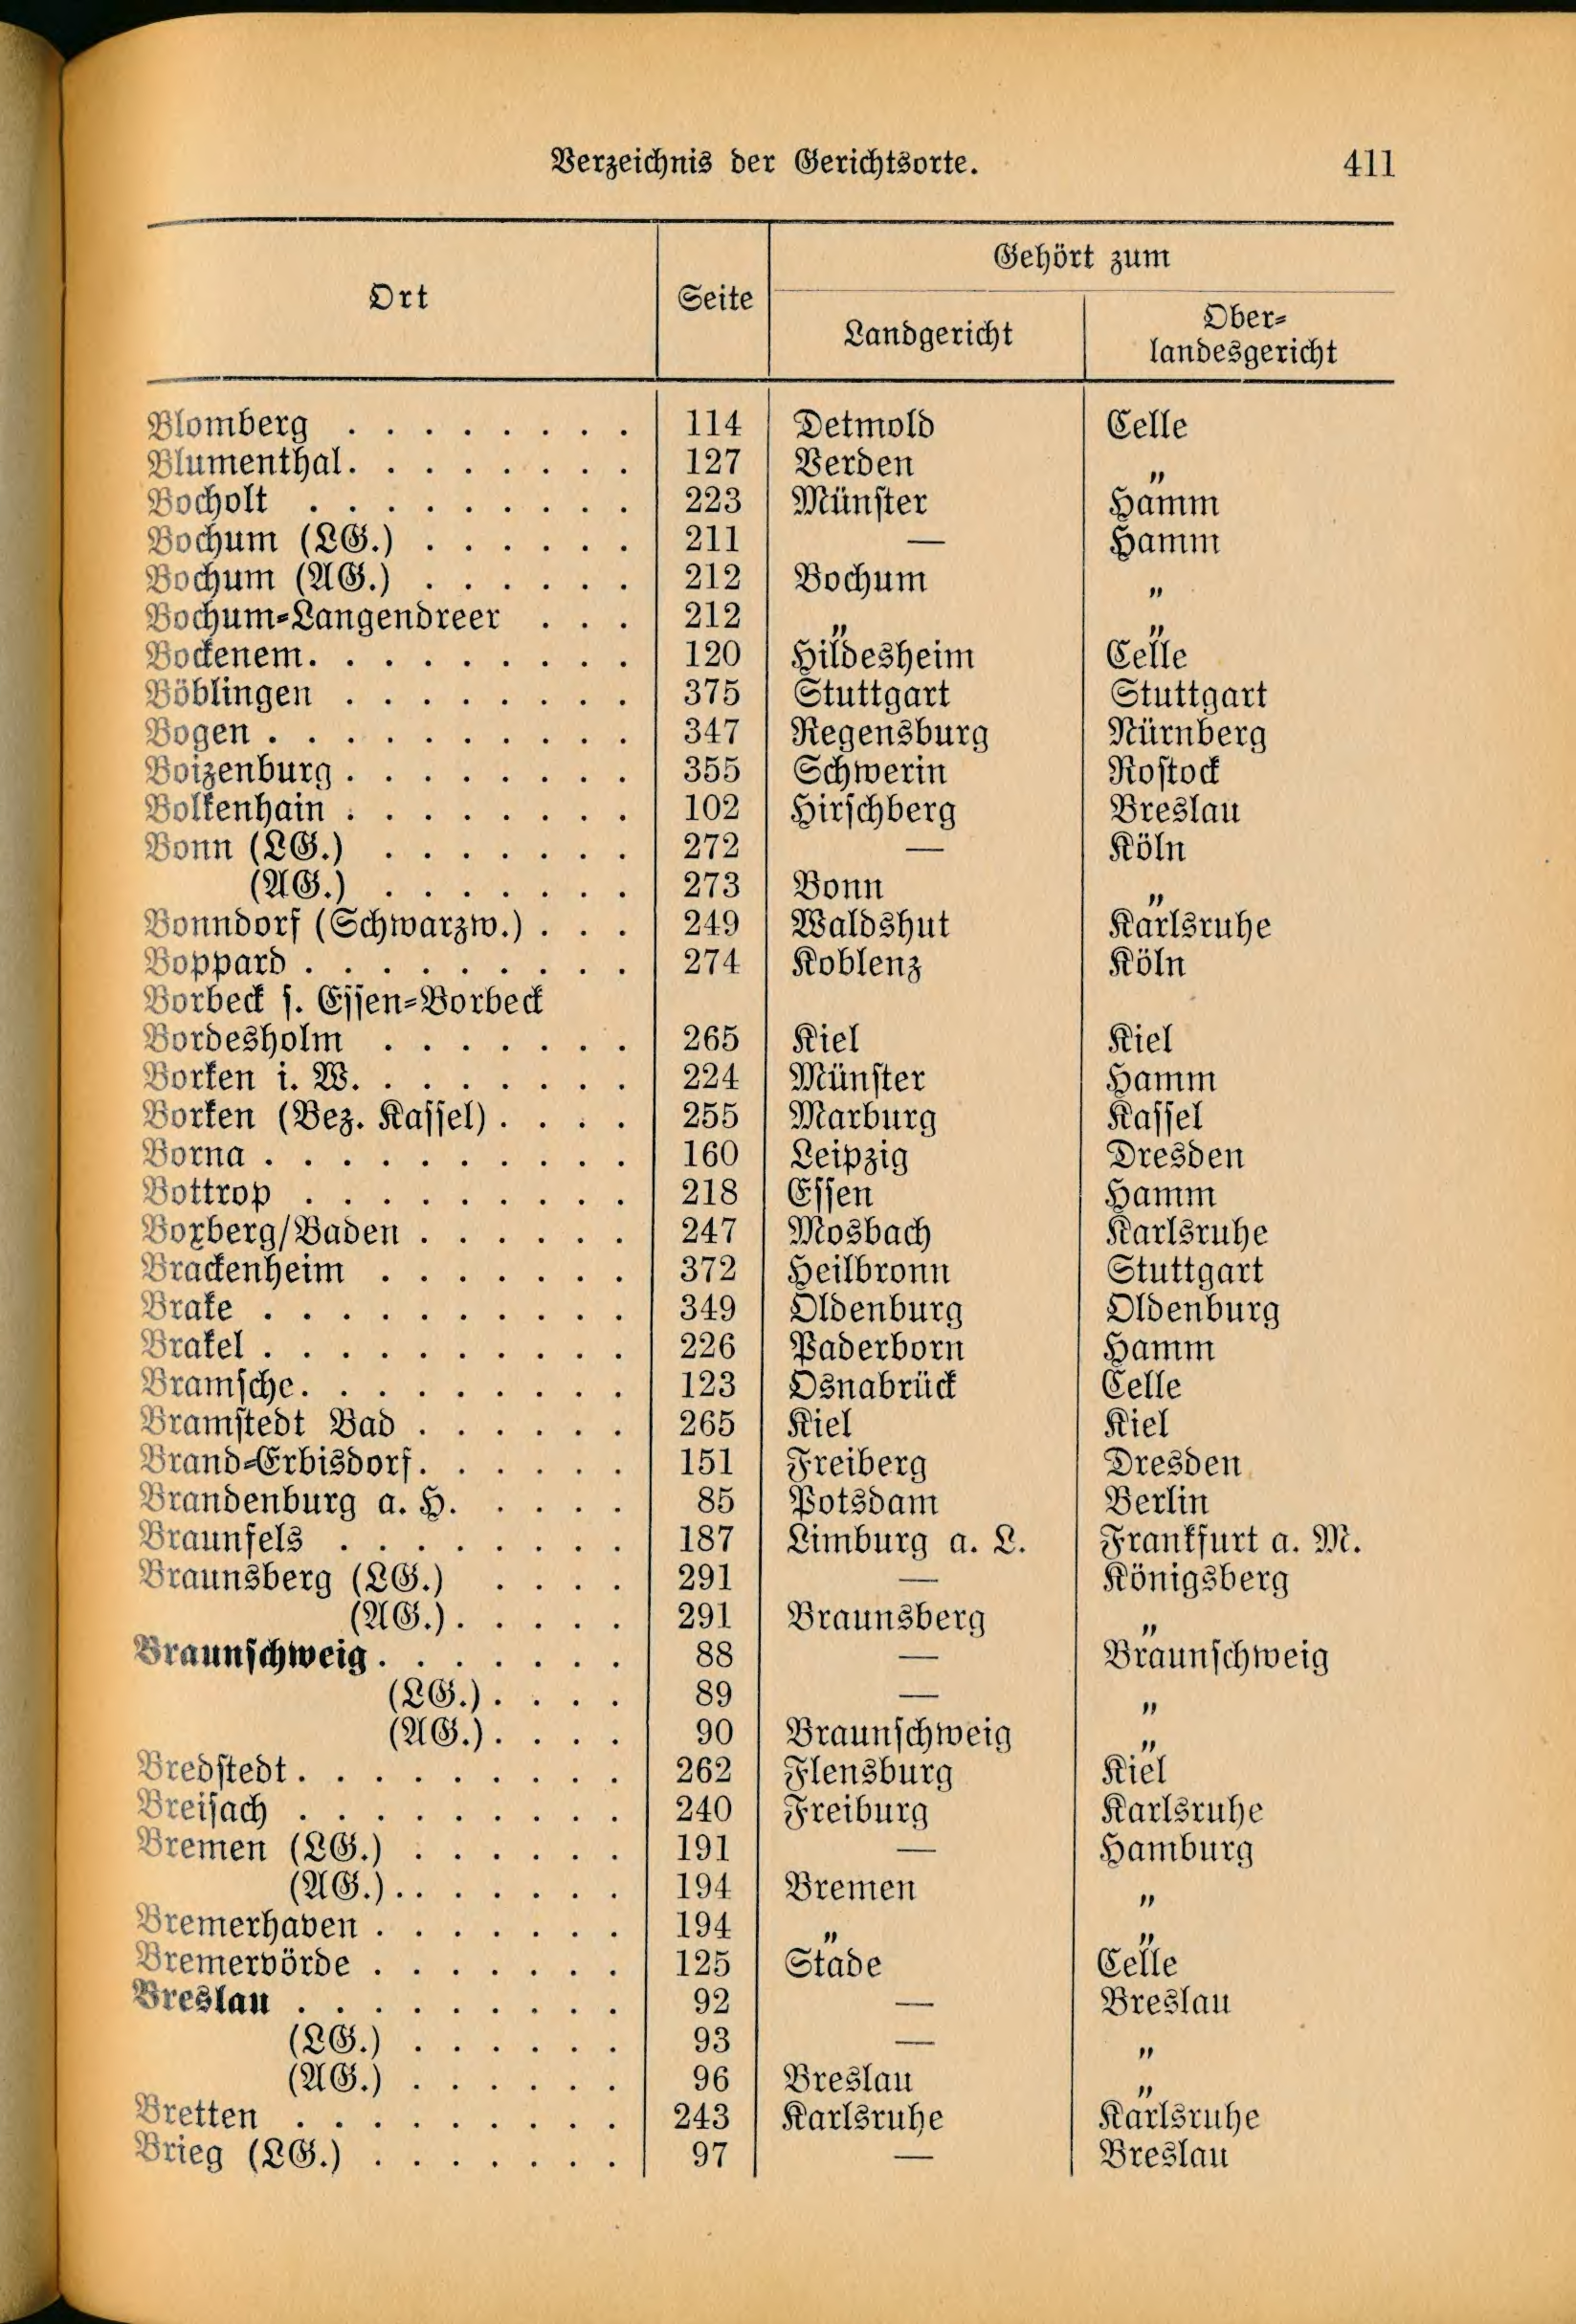 Verzeichnis der Gerichtsorte. 411
Gehört zum
Ort Seite
Landgericht Ober-
landesgericht
Blomberg . . . . . . . . 114 Detmold Celle
Blumenthal. . . . . . . . 127 Verden „
Bocholt . . . . . . . . . 223 Münster Hamm
Bochum (LG.) . . . . . . 211 — Hamm
Bochum (AG.) . . . . . . 212 Bochum „
Bochum-Langendreer . . . 212 „ „
Bockenem. . . . . . . . . 120 Hildesheim Celle
Böblingen . . . . . . . . 375 Stuttgart Stuttgart
Bogen . . . . . . . . . . 347 Regensburg Nürnberg
Boizenburg . . . . . . . . 355 Schwerin Rostock
Bolkenhain . . . . . . . . 102 Hirschberg Breslau
Bonn (LG.) . . . . . . . 272 — Köln
(AG.) . . . . . . . 273 Bonn „
Bonndorf (Schwarzw.) . . . 249 Waldshut Karlsruhe
Boppard . . . . . . . . . 274 Koblenz Köln
Borbeck s. Essen-Borbeck
Bordesholm . . . . . . . 265 Kiel Kiel
Borken i. W. . . . . . . . 224 Münster Hamm
Borken (Bez. Kassel) . . . . 255 Marburg Kassel
Borna . . . . . . . . . . 160 Leipzig Dresden
Bottrop . . . . . . . . . 218 Essen Hamm
Boxberg/Baden . . . . . . 247 Mosbach Karlsruhe
Brackenheim . . . . . . . 372 Heilbronn Stuttgart
Brake . . . . . . . . . . 349 Oldenburg Oldenburg
Brakel . . . . . . . . . . 226 Paderborn Hamm
Bramsche. . . . . . . . . 123 Osnabrück Celle
Bramstedt Bad . . . . . . 265 Kiel Kiel
Brand-Erbisdorf. . . . . . 151 Freiberg Dresden
Brandenburg a. H. . . . . 85 Potsdam Berlin
Braunfels . . . . . . . . 187 Limburg a. L. Frankfurt a. M.
Braunsberg (LG.) . . . . 291 — Königsberg
(AG.) . . . . . 291 Braunsberg „
Braunschweig . . . . . . . 88 — Braunschweig
(LG.) . . . . 89 — „
(AG.) . . . . 90 Braunschweig „
Bredstedt . . . . . . . . . 262 Flensburg Kiel
Breisach . . . . . . . . . 240 Freiburg Karlsruhe
Bremen (LG.) . . . . . . 191 — Hamburg
(AG.) . . . . . . . 194 Bremen „
Bremerhaven . . . . . . . 194 „ „
Bremervörde . . . . . . . 125 Stade Celle
Breslau . . . . . . . . . 92 — Breslau
(LG.) . . . . . . 93 — „
(AG.) . . . . . . 96 Breslau „
Bretten . . . . . . . . . 243 Karlsruhe Karlsruhe
Brieg (LG.) . . . . . . . 97 — Breslau